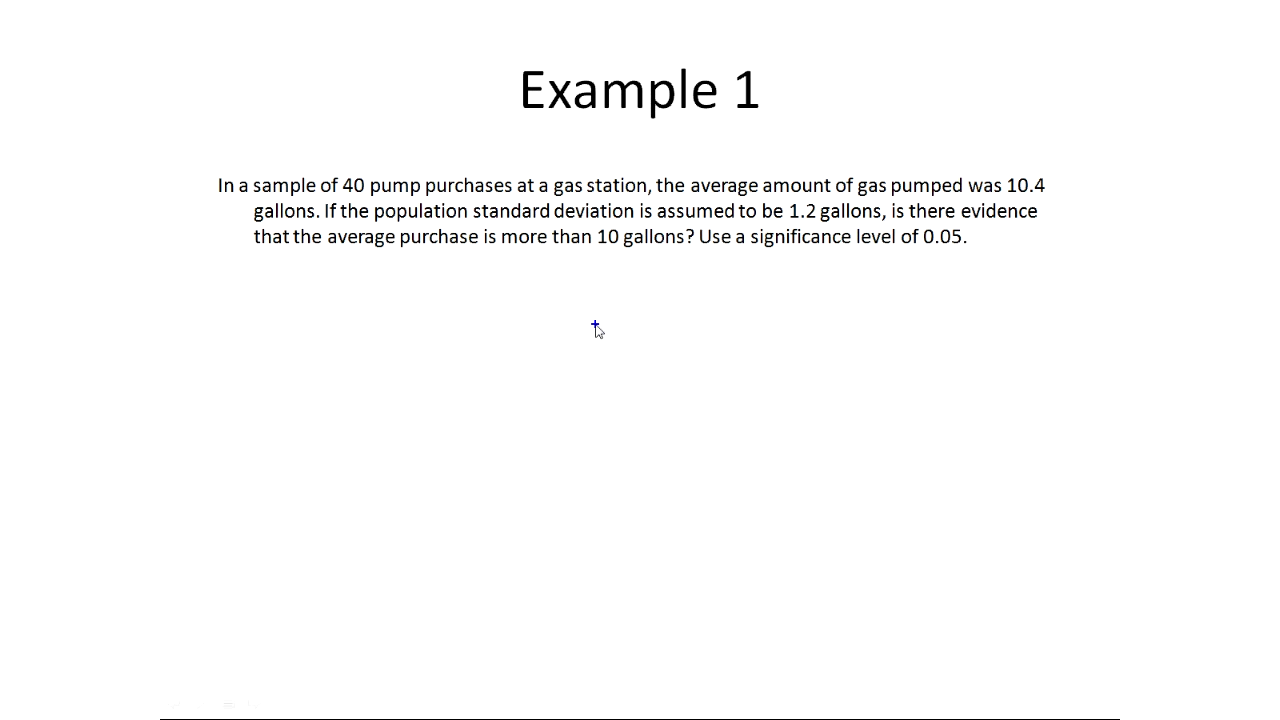 Example 1
In a sample of 40 pump purchases at a gas station, the average amount of gas pumped was 10.4
gallons. If the population standard deviation is assumed to be 1.2 gallons, is there evidence
that the average purchase is more than 10 gallons? Use a significance level of 0.05.